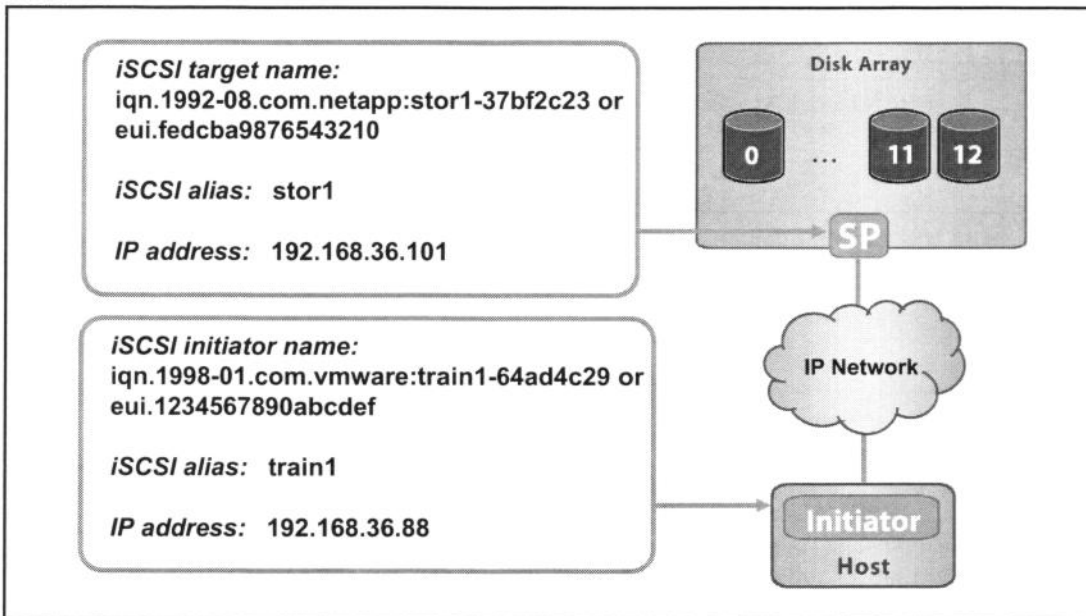 iSCSI target name:
iqn.1992-08.com.netapp:stor1-37bf2c23 or
eui.fedcba9876543210
iSCSI alias: stor1
IP address: 192.168.36.101
Disk Array
0 ... 11 12
SP
IP Network
iSCSI initiator name:
iqn.1998-01.com.vmware:train1-64ad4c29 or
eui.1234567890abcdef
iSCSI alias: train1
IP address: 192.168.36.88
Initiator
Host